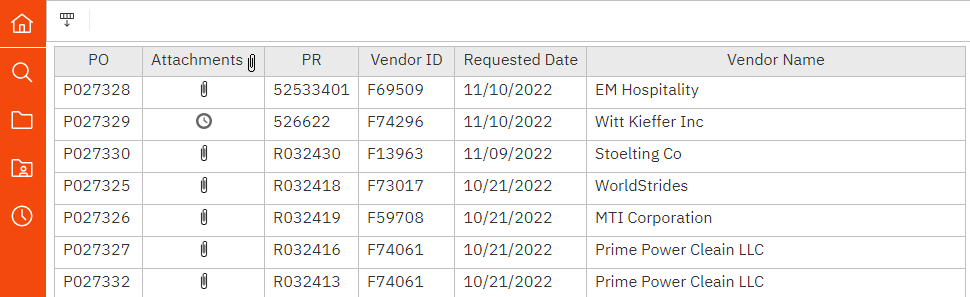 PO Attachments PR Vendor ID Requested Date Vendor Name
P027328 52533401 F69509 11/10/2022 EM Hospitality
P027329 526622 F74296 11/10/2022 Witt Kieffer Inc
P027330 R032430 F13963 11/09/2022 Stoelting Co
P027325 R032418 F73017 10/21/2022 WorldStrides
P027326 R032419 F59708 10/21/2022 MTI Corporation
P027327 R032416 F74061 10/21/2022 Prime Power Cleain LLC
P027332 R032413 F74061 10/21/2022 Prime Power Cleain LLC